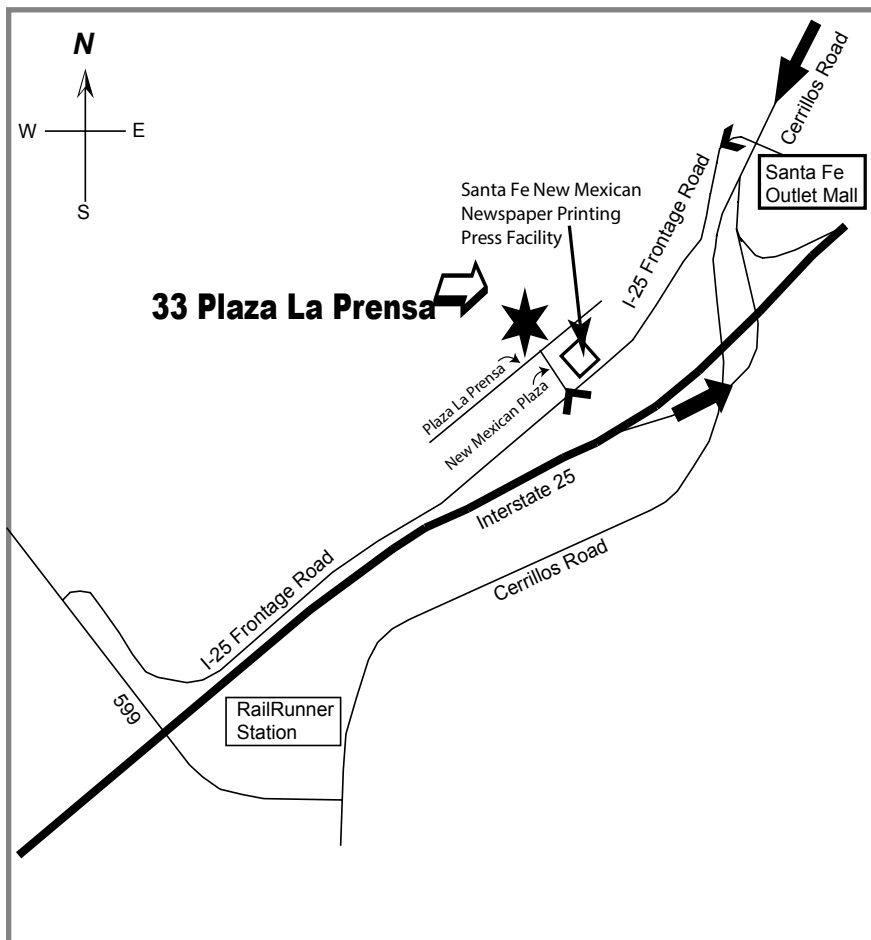 N
W
E
S
Cerrillos Road
Santa Fe
Outlet Mall
I-25 Frontage Road
Santa Fe New Mexican
Newspaper Printing
Press Facility
33 Plaza La Prensa
Plaza La Prensa
New Mexican Plaza
Interstate 25
Cerrillos Road
I-25 Frontage Road
599
RailRunner
Station